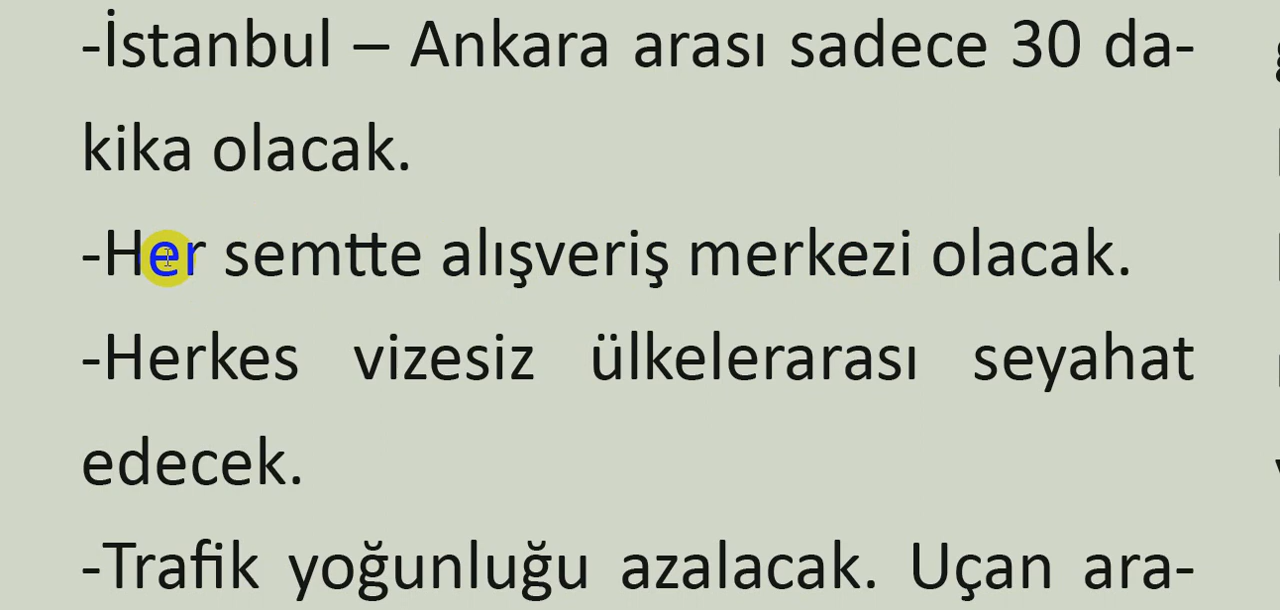 -İstanbul – Ankara arası sadece 30 da-
kika olacak.
-Her semtte alışveriş merkezi olacak.
-Herkes vizesiz ülkelerarası seyahat
edecek.
-Trafik yoğunluğu azalacak. Uçan ara-